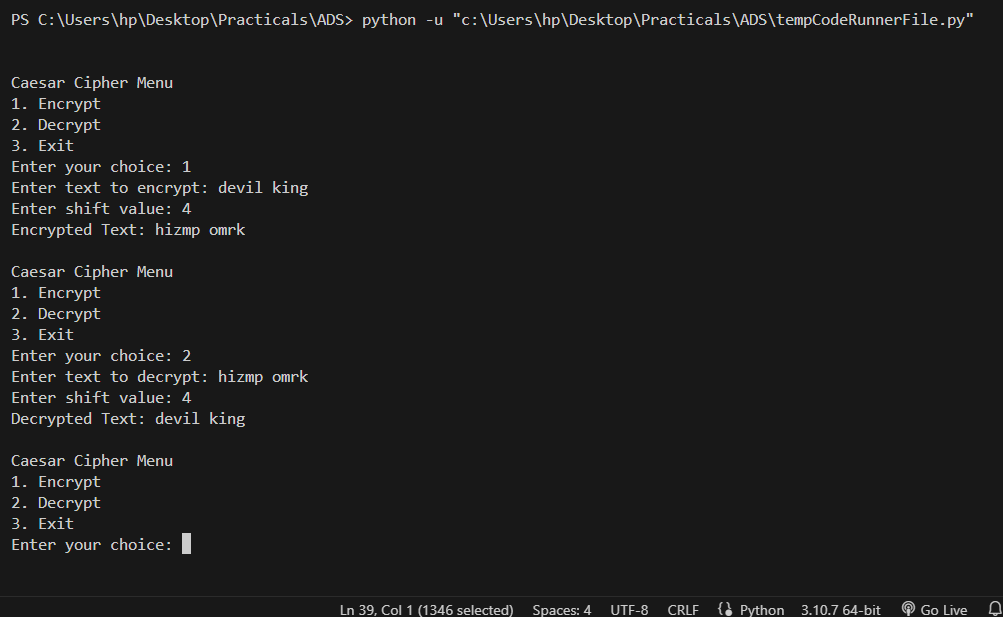 PS C:\Users\hp\Desktop\Practicals\ADS> python -u "c:\Users\hp\Desktop\Practicals\ADS\tempCodeRunnerFile.py"
Caesar Cipher Menu
1. Encrypt
2. Decrypt
3. Exit
Enter your choice: 1
Enter text to encrypt: devil king
Enter shift value: 4
Encrypted Text: hizmp omrk
Caesar Cipher Menu
1. Encrypt
2. Decrypt
3. Exit
Enter your choice: 2
Enter text to decrypt: hizmp omrk
Enter shift value: 4
Decrypted Text: devil king
Caesar Cipher Menu
1. Encrypt
2. Decrypt
3. Exit
Enter your choice:
Ln 39, Col 1 (1346 selected) Spaces: 4 UTF-8 CRLF Python 3.10.7 64-bit Go Live